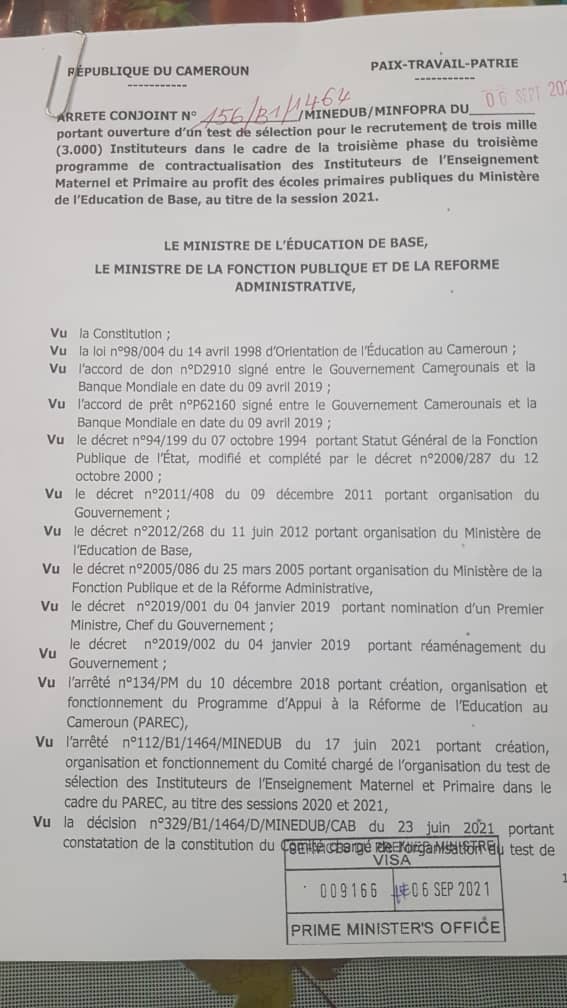 RÉPUBLIQUE DU CAMEROUN
-----------
PAIX-TRAVAIL-PATRIE
-----------
ARRETE CONJOINT N° 156/B1/1464/MINEDUB/MINFOPRA DU 06 SEPT 202
portant ouverture d'un test de sélection pour le recrutement de trois mille
(3.000) Instituteurs dans le cadre de la troisième phase du troisième
programme de contractualisation des Instituteurs de l'Enseignement
Maternel et Primaire au profit des écoles primaires publiques du Ministère
de l'Education de Base, au titre de la session 2021.
LE MINISTRE DE L'ÉDUCATION DE BASE,
LE MINISTRE DE LA FONCTION PUBLIQUE ET DE LA REFORME
ADMINISTRATIVE,
Vu la Constitution ;
Vu la loi n°98/004 du 14 avril 1998 d'Orientation de l'Éducation au Cameroun ;
Vu l'accord de don n°D2910 signé entre le Gouvernement Camerounais et la
Banque Mondiale en date du 09 avril 2019 ;
Vu l'accord de prêt n°P62160 signé entre le Gouvernement Camerounais et la
Banque Mondiale en date du 09 avril 2019 ;
Vu le décret n°94/199 du 07 octobre 1994 portant Statut Général de la Fonction
Publique de l'État, modifié et complété par le décret n°2000/287 du 12
octobre 2000 ;
Vu le décret n°2011/408 du 09 décembre 2011 portant organisation du
Gouvernement ;
Vu le décret n°2012/268 du 11 juin 2012 portant organisation du Ministère de
l'Education de Base,
Vu le décret n°2005/086 du 25 mars 2005 portant organisation du Ministère de la
Fonction Publique et de la Réforme Administrative,
Vu le décret n°2019/001 du 04 janvier 2019 portant nomination d'un Premier
Ministre, Chef du Gouvernement ;
Vu le décret n°2019/002 du 04 janvier 2019 portant réaménagement du
Gouvernement ;
Vu l'arrêté n°134/PM du 10 décembre 2018 portant création, organisation et
fonctionnement du Programme d'Appui à la Réforme de l'Education au
Cameroun (PAREC),
Vu l'arrêté n°112/B1/1464/MINEDUB du 17 juin 2021 portant création,
organisation et fonctionnement du Comité chargé de l'organisation du test de
sélection des Instituteurs de l'Enseignement Maternel et Primaire dans le
cadre du PAREC, au titre des sessions 2020 et 2021,
Vu la décision n°329/B1/1464/D/MINEDUB/CAB du 23 juin 2021 portant
constatation de la constitution du Comité chargé de l'organisation du test de
VISA
009166 06 SEP 2021
PRIME MINISTER'S OFFICE
1